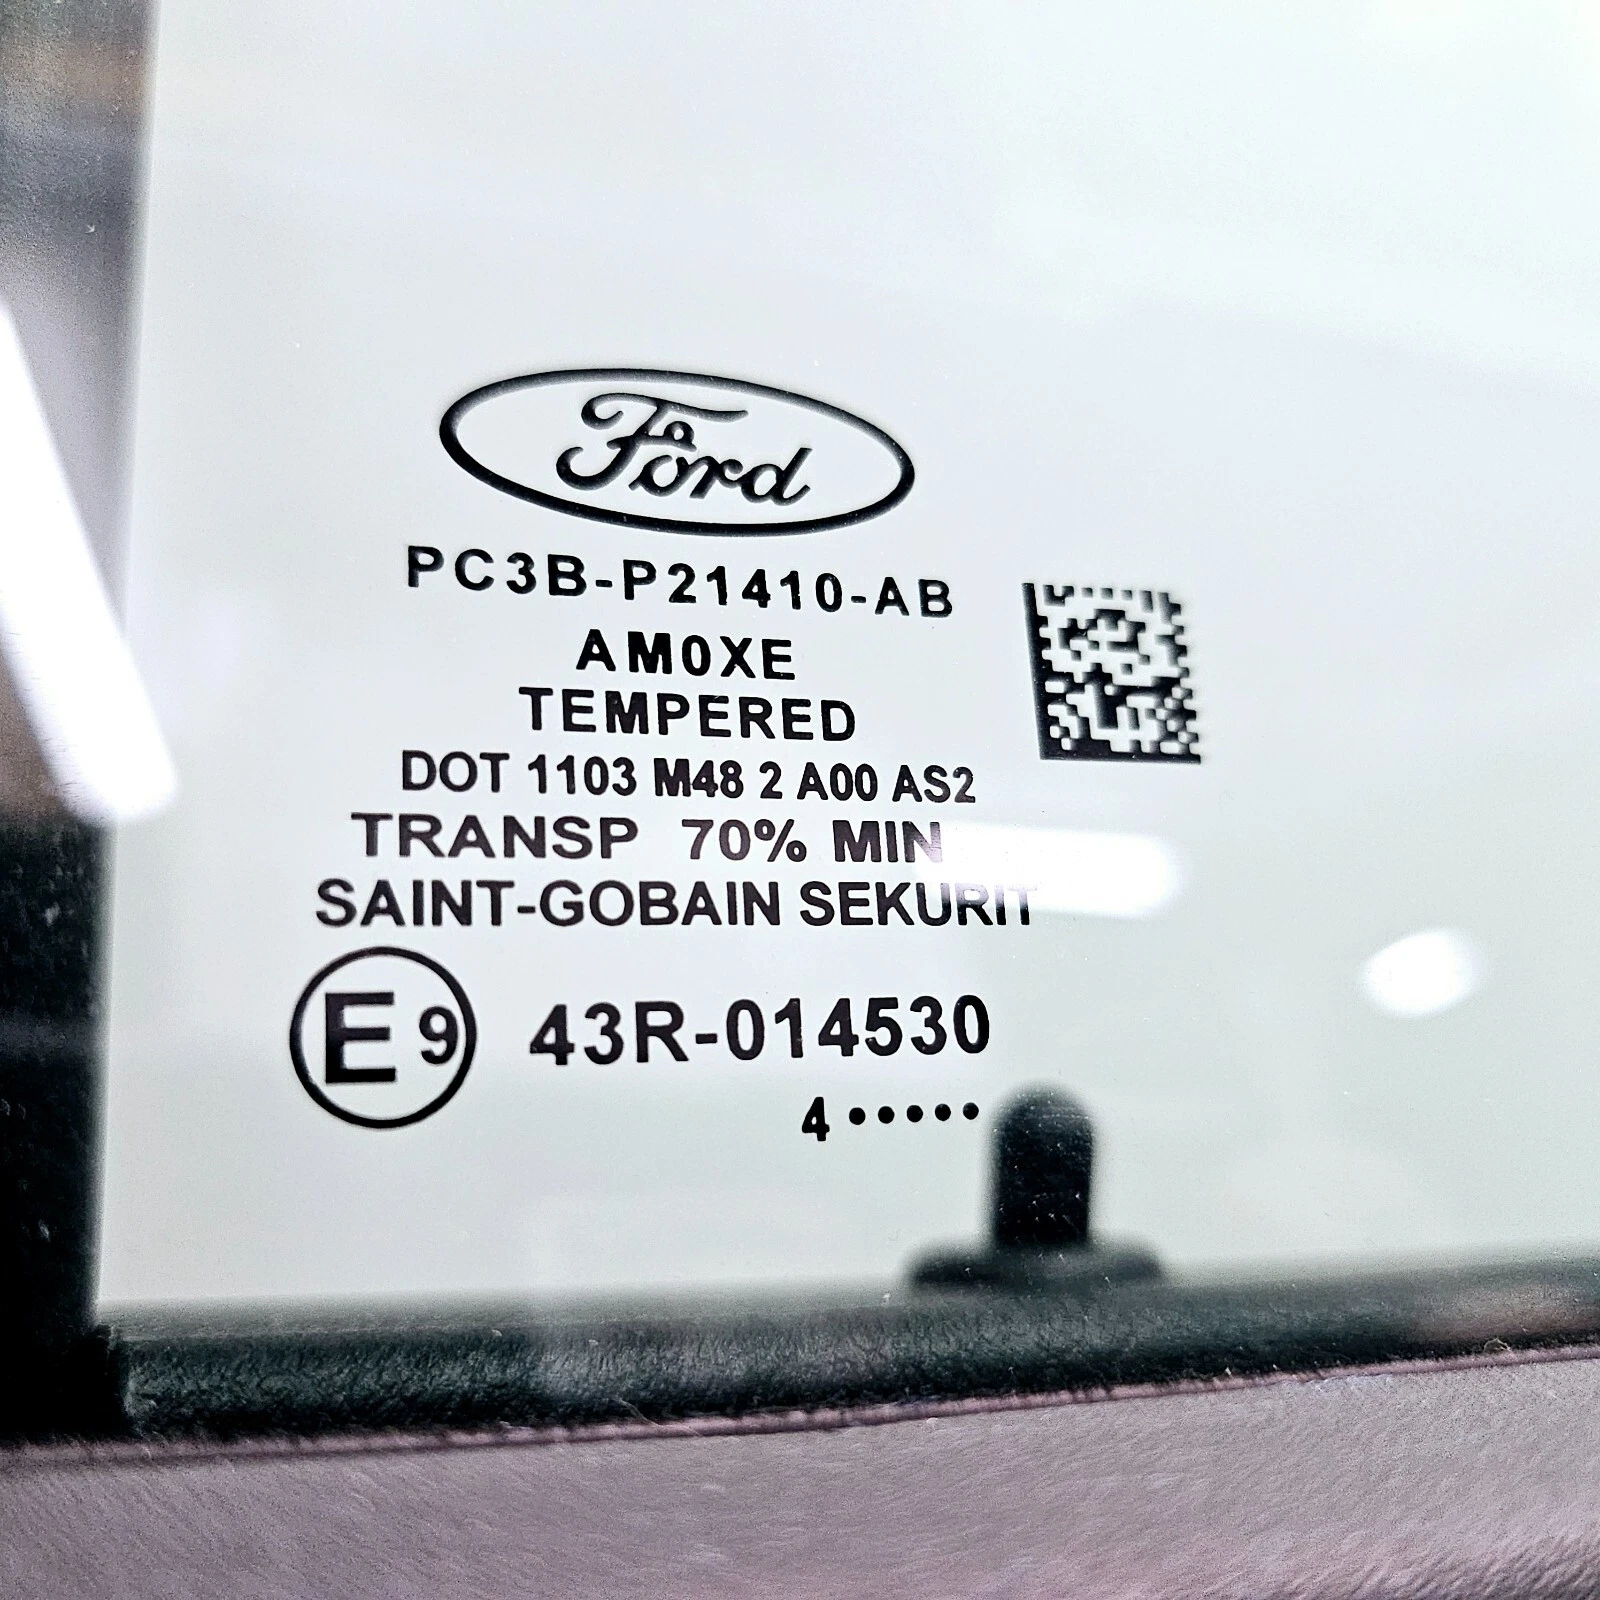 Ford
PC3B-P21410-AB
AM0XE
TEMPERED
DOT 1103 M48 2 A00 AS2
TRANSP 70% MIN
SAINT-GOBAIN SEKURIT
E9 43R-014530
4•••••